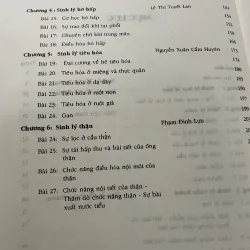 Chương 4: Sinh lý hô hấp Lê Thị Tuyết Lan
Bài 15: Cơ học hô hấp
Bài 16: Sự trao đổi khí tại phổi
Bài 17: Chuyên chở khí trong máu
Bài 18: Điều hòa hô hấp
Chương 5: Sinh lý tiêu hóa Nguyễn Xuân Cẩm Huyên
Bài 19: Đại cương về hệ tiêu hóa
Bài 20: Tiêu hóa ở miệng và thực quản
Bài 21: Tiêu hóa ở dạ dày
Bài 22: Tiêu hóa ở ruột non
Bài 23: Tiêu hóa ở ruột già
Bài 24: Gan
Chương 6: Sinh lý thận Phạm Đình Lựu
Bài 24: Sự lọc ở cầu thận
Bài 25: Sự tái hấp thu và bài tiết của ống
thận
Bài 26: Chức năng điều hòa nội môi của
thận
Bài 27: Chức năng nội tiết của thận -
Thăm dò chức năng thận - Sự bài
xuất nước tiểu